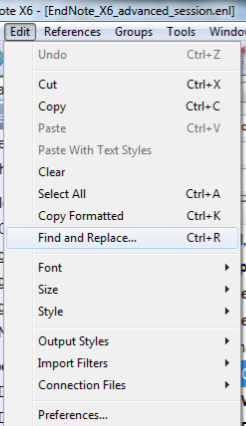 Note X6 - [EndNote_X6_advanced_session.enl]
Edit References Groups Tools Window
Undo Ctrl+Z
Cut Ctrl+X
Copy Ctrl+C
Paste Ctrl+V
Paste With Text Styles
Clear
Select All Ctrl+A
Copy Formatted Ctrl+K
Find and Replace... Ctrl+R
Font
Size
Style
Output Styles
Import Filters
Connection Files
Preferences...